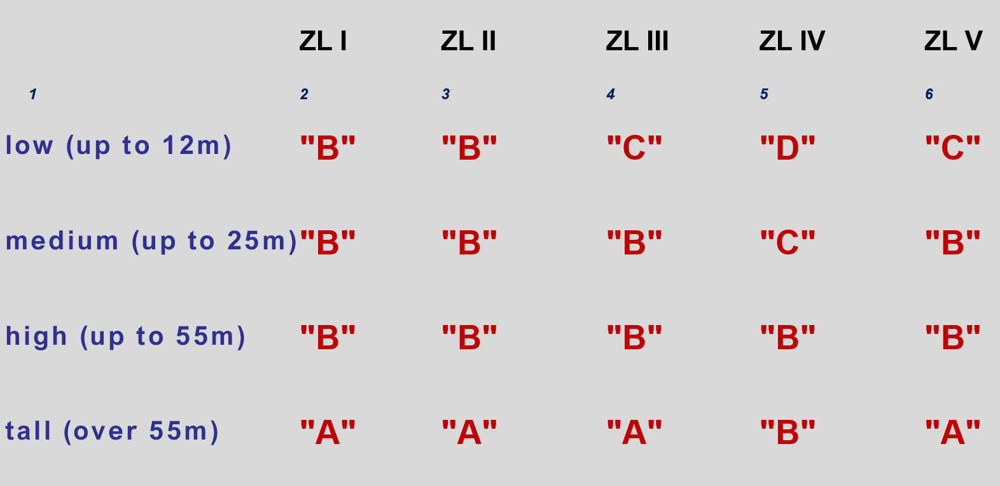 ZL I ZL II ZL III ZL IV ZL V
1 2 3 4 5 6
low (up to 12m) "B" "B" "C" "D" "C"
medium (up to 25m) "B" "B" "B" "C" "B"
high (up to 55m) "B" "B" "B" "B" "B"
tall (over 55m) "A" "A" "A" "B" "A"